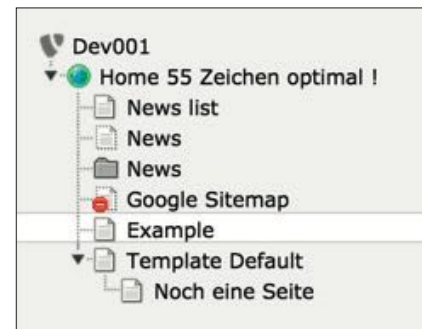 Dev001
Home 55 Zeichen optimal !
News list
News
News
Google Sitemap
Example
Template Default
Noch eine Seite